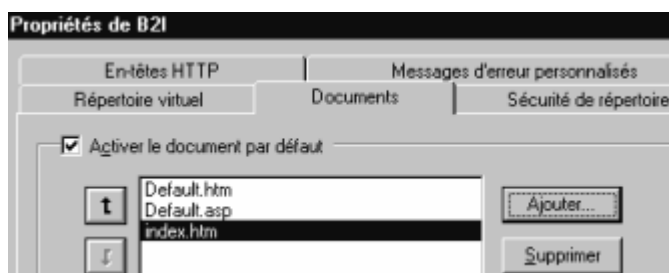 Propriétés de B2I
En-têtes HTTP Messages d'erreur personnalisés
Répertoire virtuel Documents Sécurité de répertoire
Activer le document par défaut
Default.htm
Default.asp
index.htm
Ajouter...
Supprimer